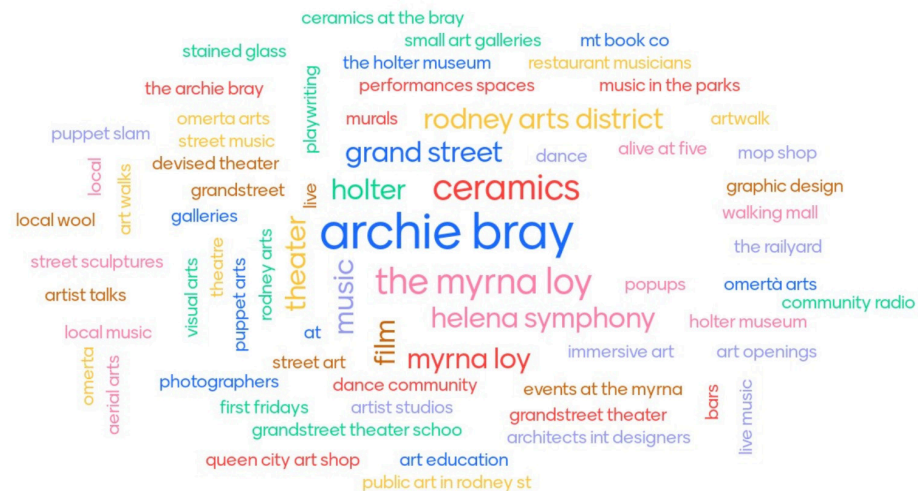 ceramics at the bray
small art galleries
mt book co
stained glass
the holter museum
restaurant musicians
the archie bray
performances spaces
music in the parks
playwriting
omerta arts
murals
rodney arts district
artwalk
puppet slam
street music
grand street
dance
alive at five
mop shop
devised theater
local
art walks
grandstreet
live
holter
ceramics
graphic design
local wool
galleries
archie bray
walking mall
theater
the railyard
street sculptures
visual arts
theatre
puppet arts
rodney arts
music
the myrna loy
popups
omertà arts
artist talks
community radio
local music
at
helena symphony
holter museum
film
street art
myrna loy
immersive art
art openings
omerta
aerial arts
photographers
dance community
events at the myrna
bars
live music
first fridays
artist studios
grandstreet theater
grandstreet theater schoo
architects int designers
queen city art shop
art education
public art in rodney st